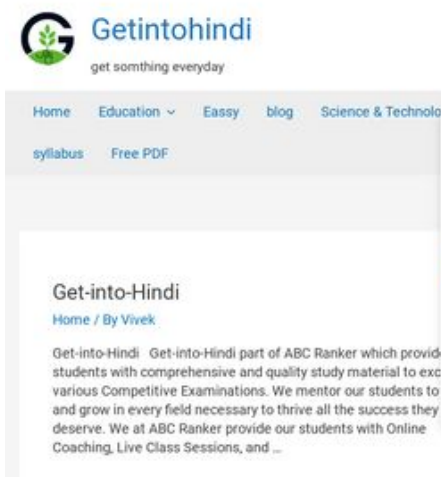 Getintohindi
get somthing everyday
Home Education Eassy blog Science & Technolo
syllabus Free PDF
Get-into-Hindi
Home / By Vivek
Get-into-Hindi Get-into-Hindi part of ABC Ranker which provid
students with comprehensive and quality study material to exc
various Competitive Examinations. We mentor our students to
and grow in every field necessary to thrive all the success they
deserve. We at ABC Ranker provide our students with Online
Coaching, Live Class Sessions, and ...